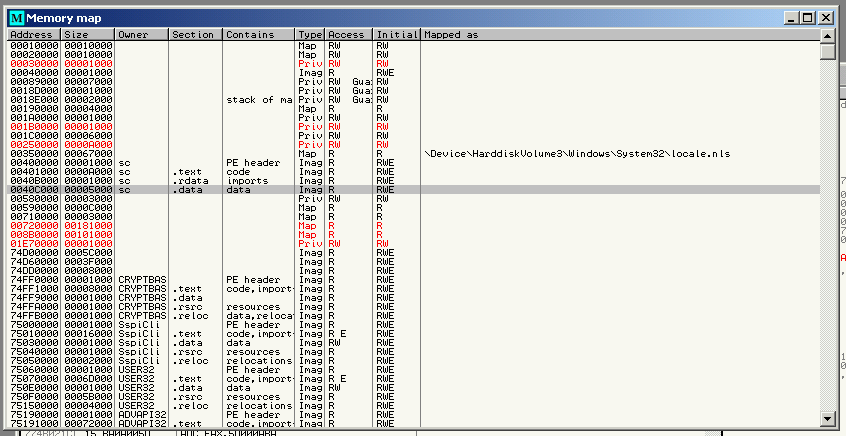 M Memory map
Address Size Owner Section Contains Type Access Initial Mapped as
00010000 00010000 Map RW RW
00020000 00010000 Map RW RW
00030000 00001000 Priv RW RW
00040000 00001000 Imag R RWE
00089000 00007000 Priv RW Gua: RW
0018D000 00001000 Priv RW Gua: RW
0018E000 00002000 stack of ma Priv RW Gua: RW
00190000 00004000 Map R R
001A0000 00001000 Priv RW RW
001B0000 00001000 Priv RW RW
001C0000 00006000 Priv RW RW
00250000 0000A000 Priv RW RW
00350000 00067000 Map R R \Device\HarddiskVolume3\Windows\System32\locale.nls
00400000 00001000 sc PE header Imag R RWE
00401000 0000A000 sc .text code Imag R RWE
0040B000 00001000 sc .rdata imports Imag R RWE
0040C000 00005000 sc .data data Imag R RWE
00580000 00003000 Priv RW RW
00590000 0000C000 Map R R
00710000 00003000 Map R R
00720000 00181000 Map R R
008B0000 00101000 Map R R
01E70000 00001000 Priv RW RW
74D00000 0005C000 Imag R RWE
74D60000 0003F000 Imag R RWE
74DD0000 00008000 Imag R RWE
74FF0000 00001000 CRYPTBAS PE header Imag R RWE
74FF1000 00008000 CRYPTBAS .text code,import Imag R RWE
74FF9000 00001000 CRYPTBAS .data Imag R RWE
74FFA000 00001000 CRYPTBAS .rsrc resources Imag R RWE
74FFB000 00001000 CRYPTBAS .reloc data,reloca Imag R RWE
75000000 00001000 SspiCli PE header Imag R RWE
75010000 00016000 SspiCli .text code,import Imag R E RWE
75030000 00001000 SspiCli .data data Imag RW RWE
75040000 00001000 SspiCli .rsrc resources Imag R RWE
75050000 00002000 SspiCli .reloc relocations Imag R RWE
75060000 00001000 USER32 PE header Imag R RWE
75070000 0006D000 USER32 .text code,import Imag R E RWE
750E0000 00001000 USER32 .data data Imag RW RWE
750F0000 0005B000 USER32 .rsrc resources Imag R RWE
75150000 00004000 USER32 .reloc relocations Imag R RWE
75190000 00001000 ADVAPI32 PE header Imag R RWE
75191000 00072000 ADVAPI32 .text code,import Imag R RWE